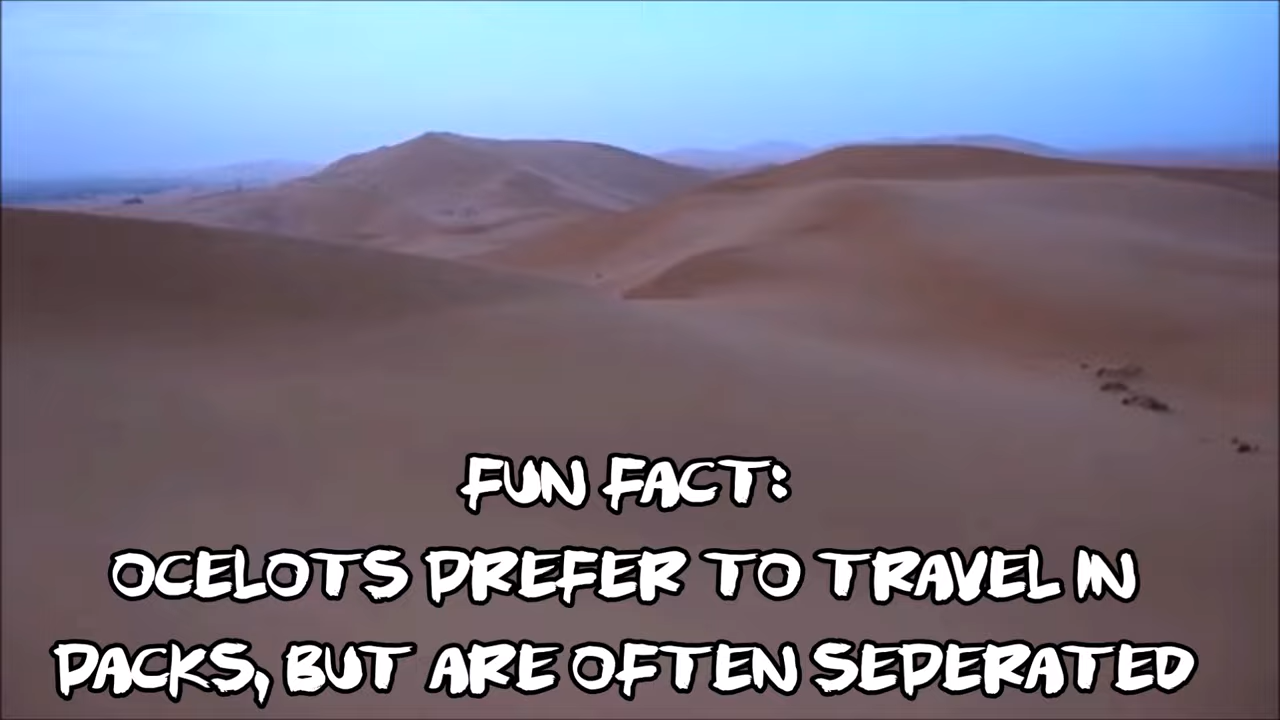 FUN FACT:
OCELOTS PREFER TO TRAVEL IN
PACKS, BUT ARE OFTEN SEPERATED